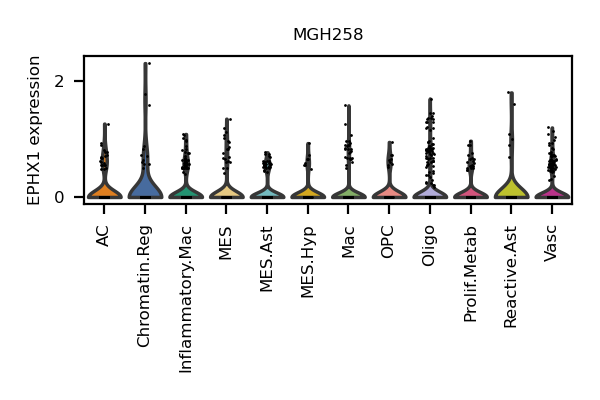 MGH258
EPHX1 expression
2
0
AC
Chromatin.Reg
Inflammatory.Mac
MES
MES.Ast
MES.Hyp
Mac
OPC
Oligo
Prolif.Metab
Reactive.Ast
Vasc